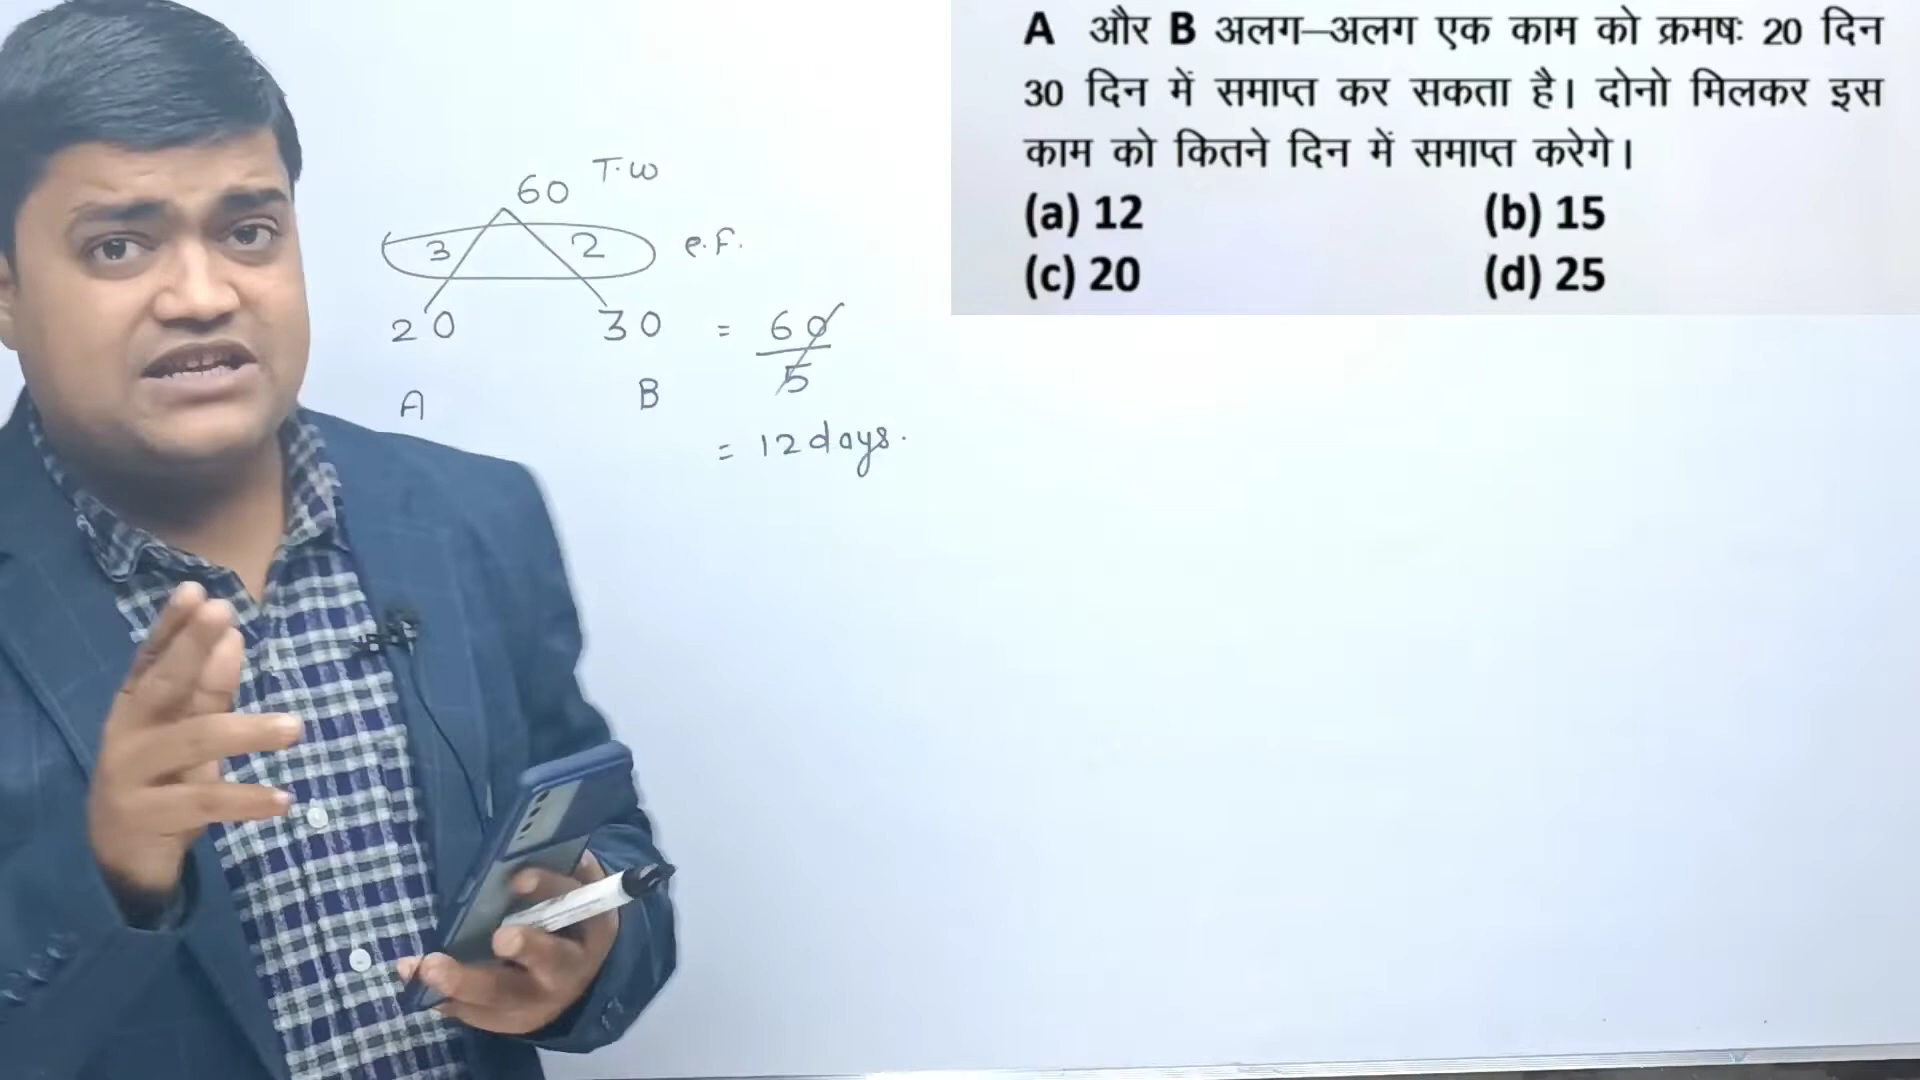 A और B अलग–अलग एक काम को क्रमषः 20 दिन
30 दिन में समाप्त कर सकता है। दोनो मिलकर इस
काम को कितने दिन में समाप्त करेगे।
(a) 12 (b) 15
(c) 20 (d) 25
60 T.W
3 2 e.f.
20 30 = 60/5
A B
= 12 days.